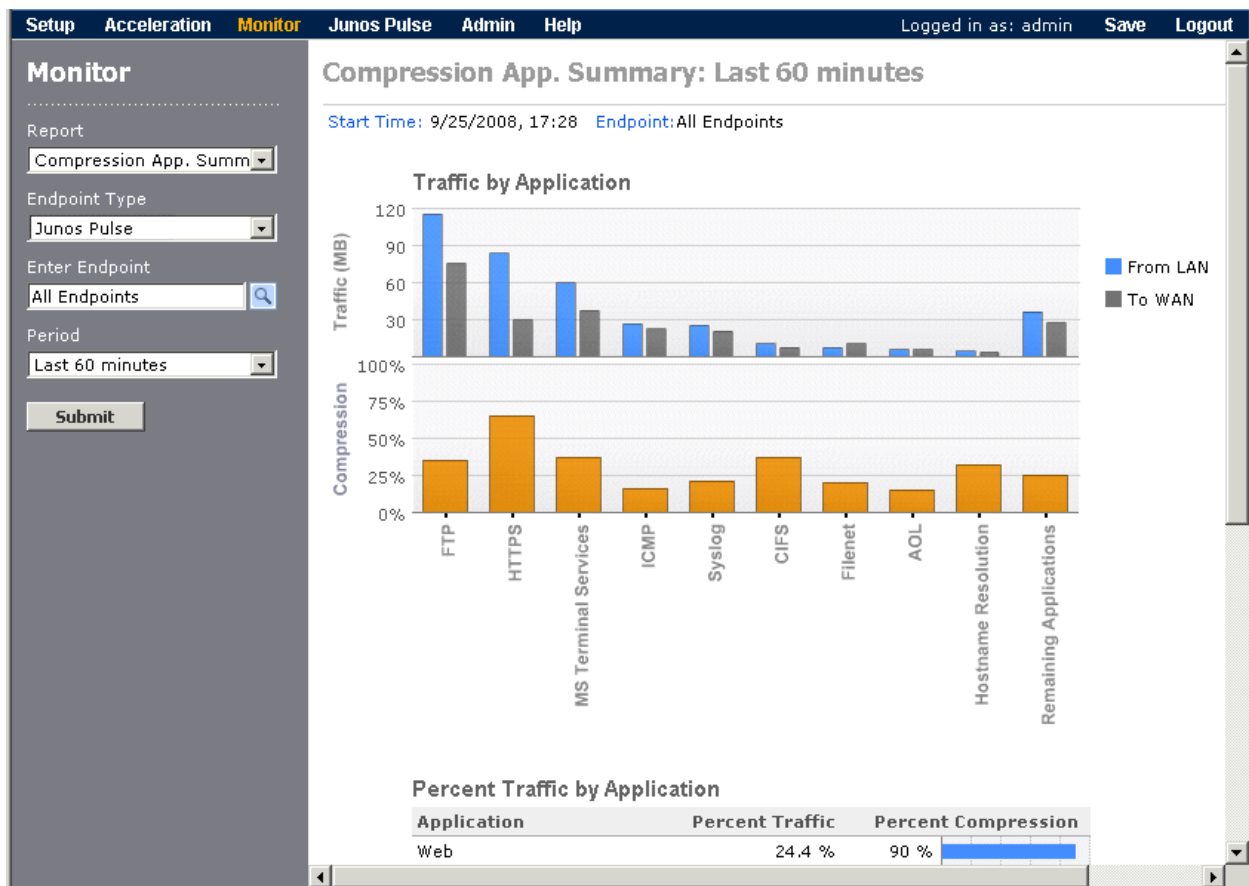 Setup Acceleration Monitor Junos Pulse Admin Help Logged in as: admin Save Logout
Monitor
Report
Compression App. Summ
Endpoint Type
Junos Pulse
Enter Endpoint
All Endpoints
Period
Last 60 minutes
Submit
Compression App. Summary: Last 60 minutes
Start Time: 9/25/2008, 17:28 Endpoint:All Endpoints
Traffic by Application
Traffic (MB)
120
90
60
30
From LAN
To WAN
Compression
100%
75%
50%
25%
0%
FTP
HTTPS
MS Terminal Services
ICMP
Syslog
CIFS
Filenet
AOL
Hostname Resolution
Remaining Applications
Percent Traffic by Application
Application Percent Traffic Percent Compression
Web 24.4 % 90 %